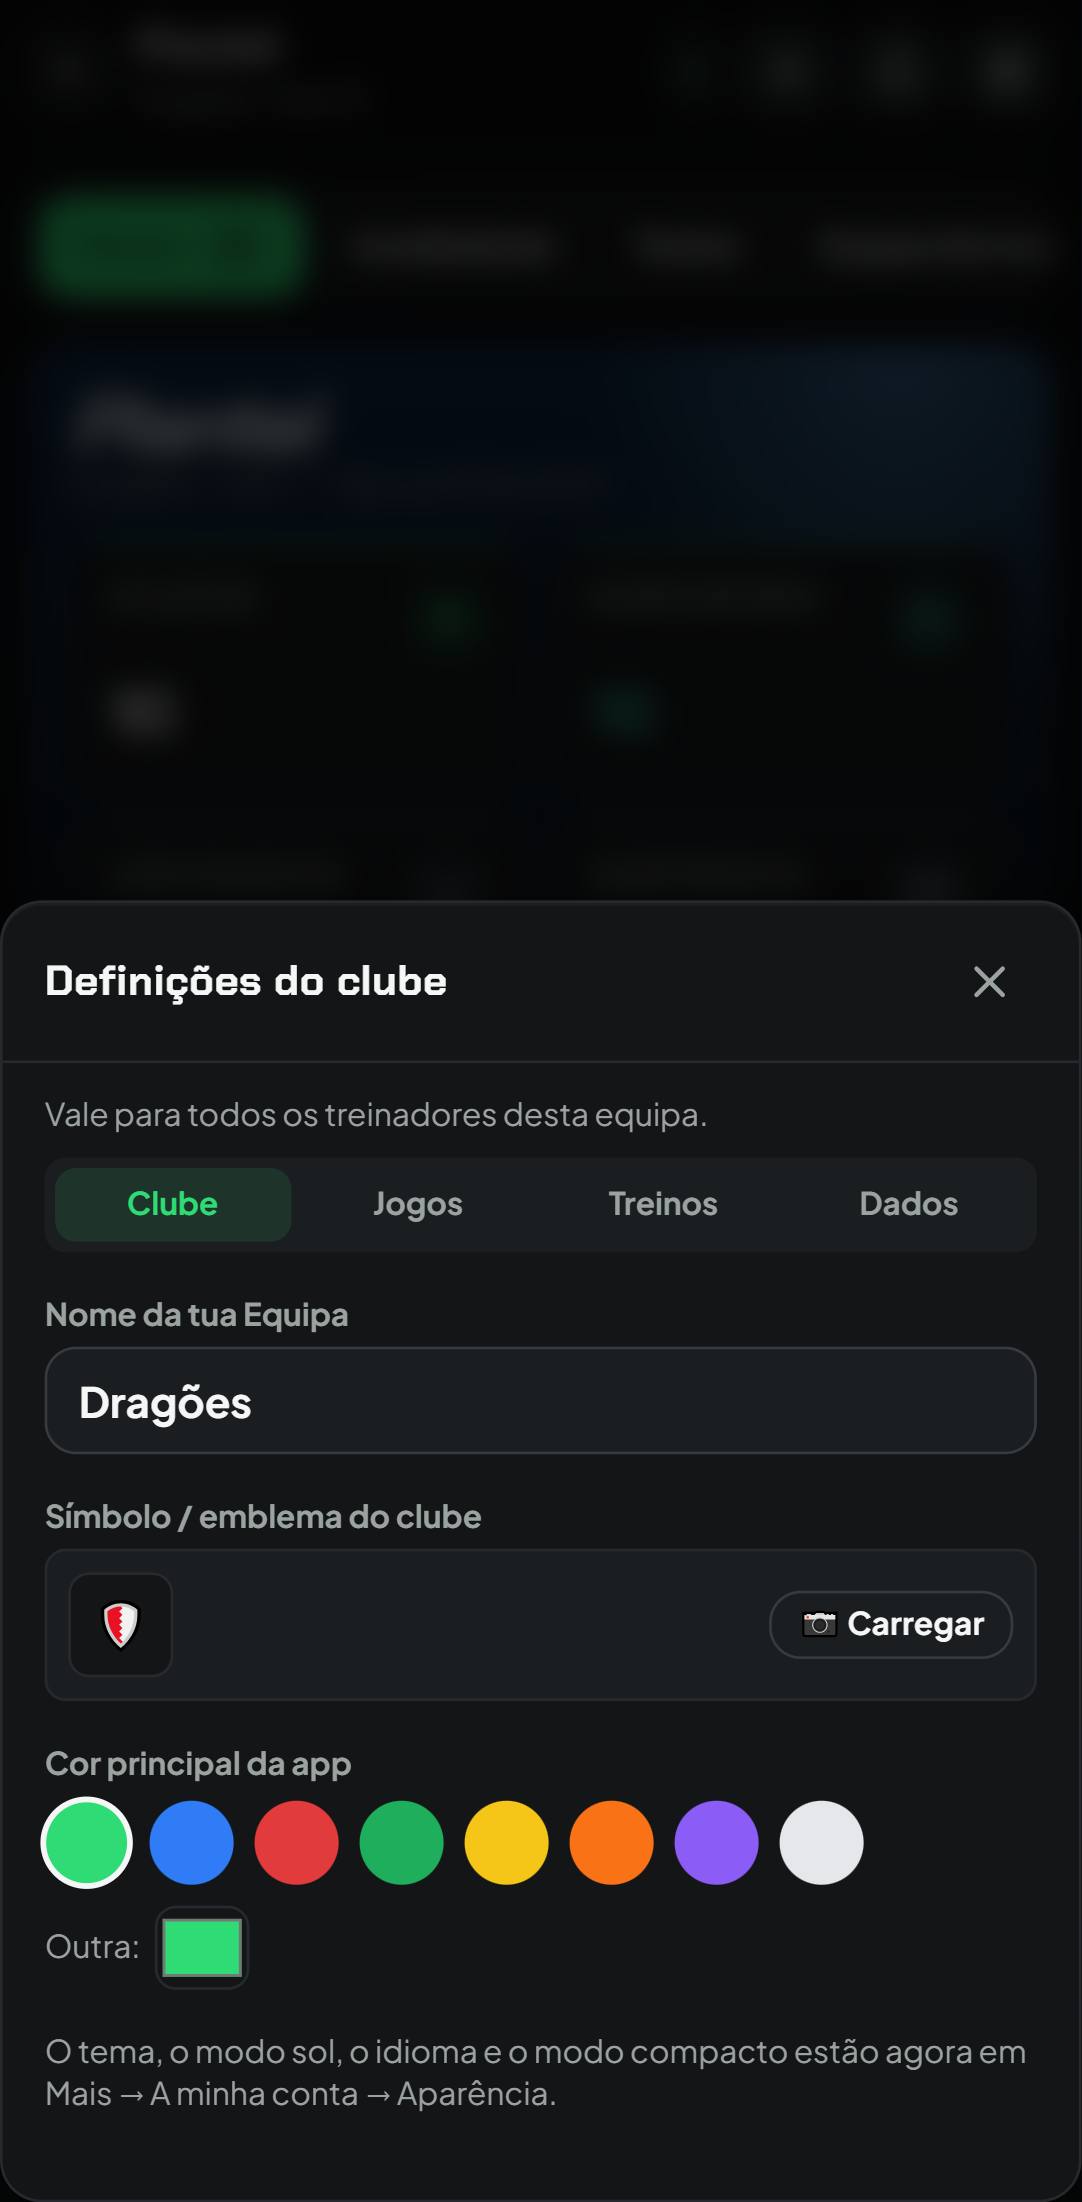 Definições do clube
Vale para todos os treinadores desta equipa.
Clube
Jogos
Treinos
Dados
Nome da tua Equipa
Dragões
Símbolo / emblema do clube
Carregar
Cor principal da app
Outra:
O tema, o modo sol, o idioma e o modo compacto estão agora em
Mais → A minha conta → Aparência.